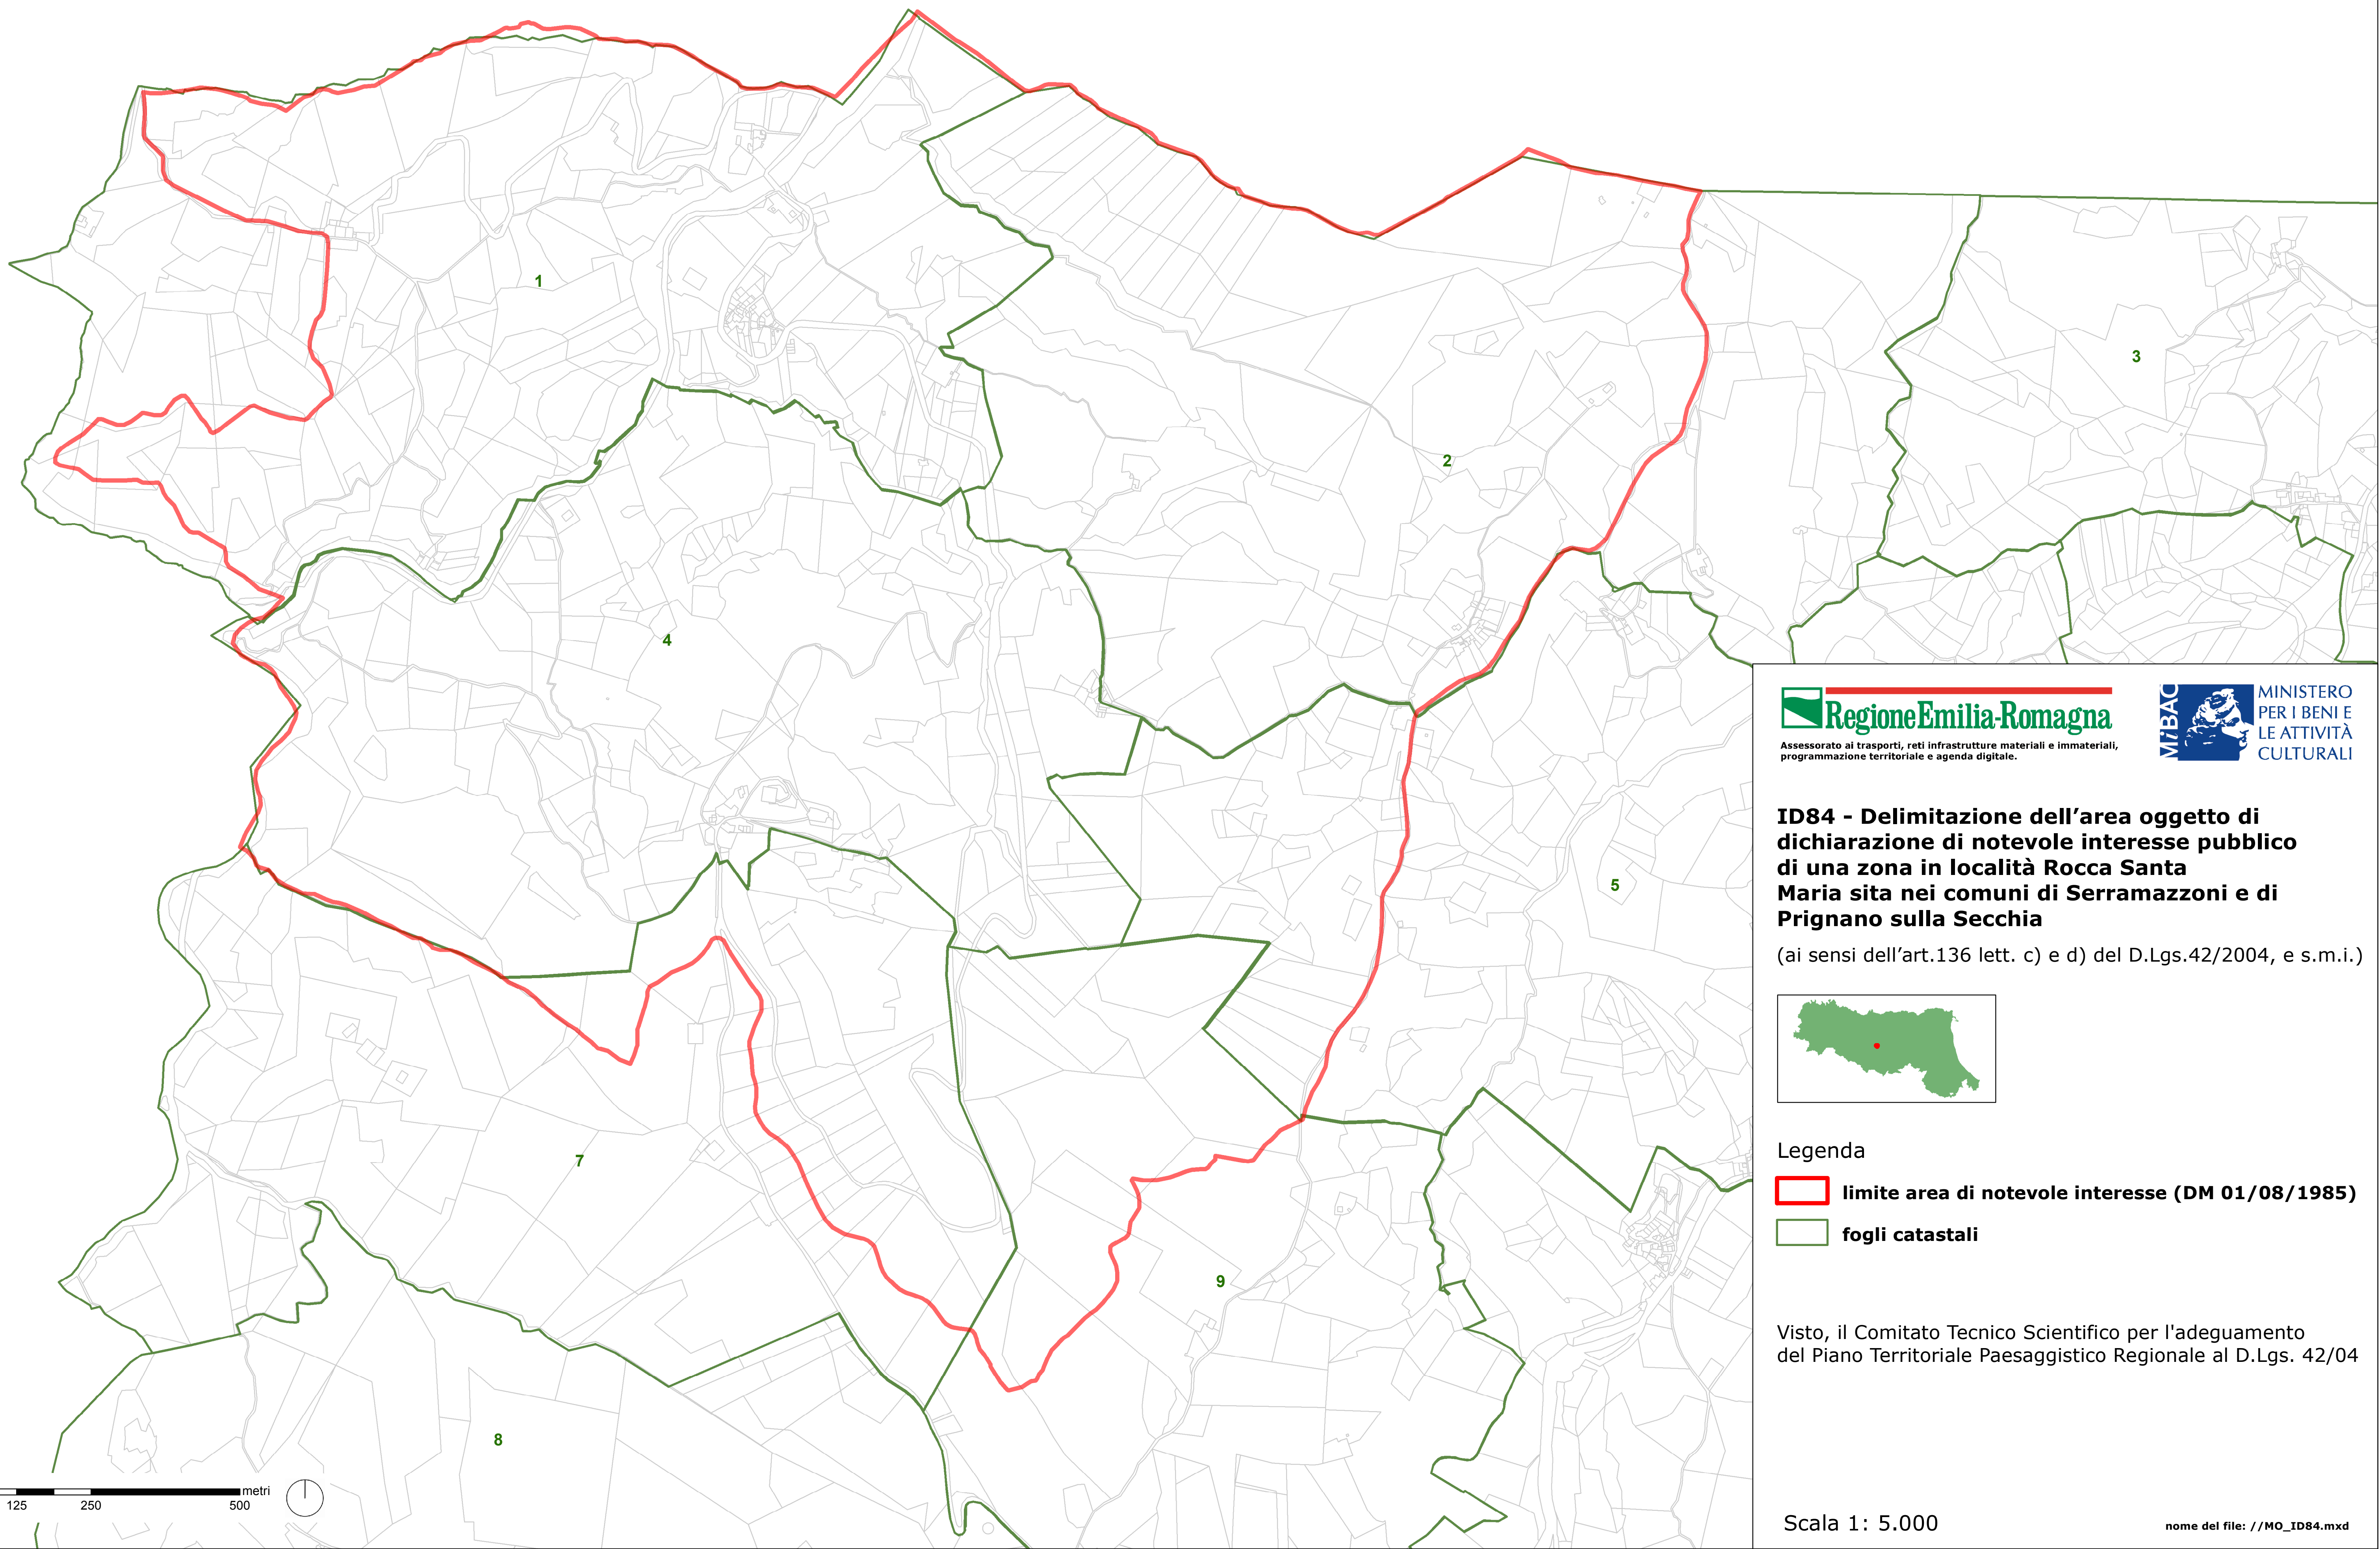 1
2
3
4
5
7
8
9
125 250 500 metri
RegioneEmilia-Romagna
Assessorato ai trasporti, reti infrastrutture materiali e immateriali,
programmazione territoriale e agenda digitale.
MiBAC
MINISTERO
PER I BENI E
LE ATTIVITÀ
CULTURALI
ID84 - Delimitazione dell’area oggetto di
dichiarazione di notevole interesse pubblico
di una zona in località Rocca Santa
Maria sita nei comuni di Serramazzoni e di
Prignano sulla Secchia
(ai sensi dell’art.136 lett. c) e d) del D.Lgs.42/2004, e s.m.i.)
Legenda
limite area di notevole interesse (DM 01/08/1985)
fogli catastali
Visto, il Comitato Tecnico Scientifico per l'adeguamento
del Piano Territoriale Paesaggistico Regionale al D.Lgs. 42/04
Scala 1: 5.000
nome del file: //MO_ID84.mxd